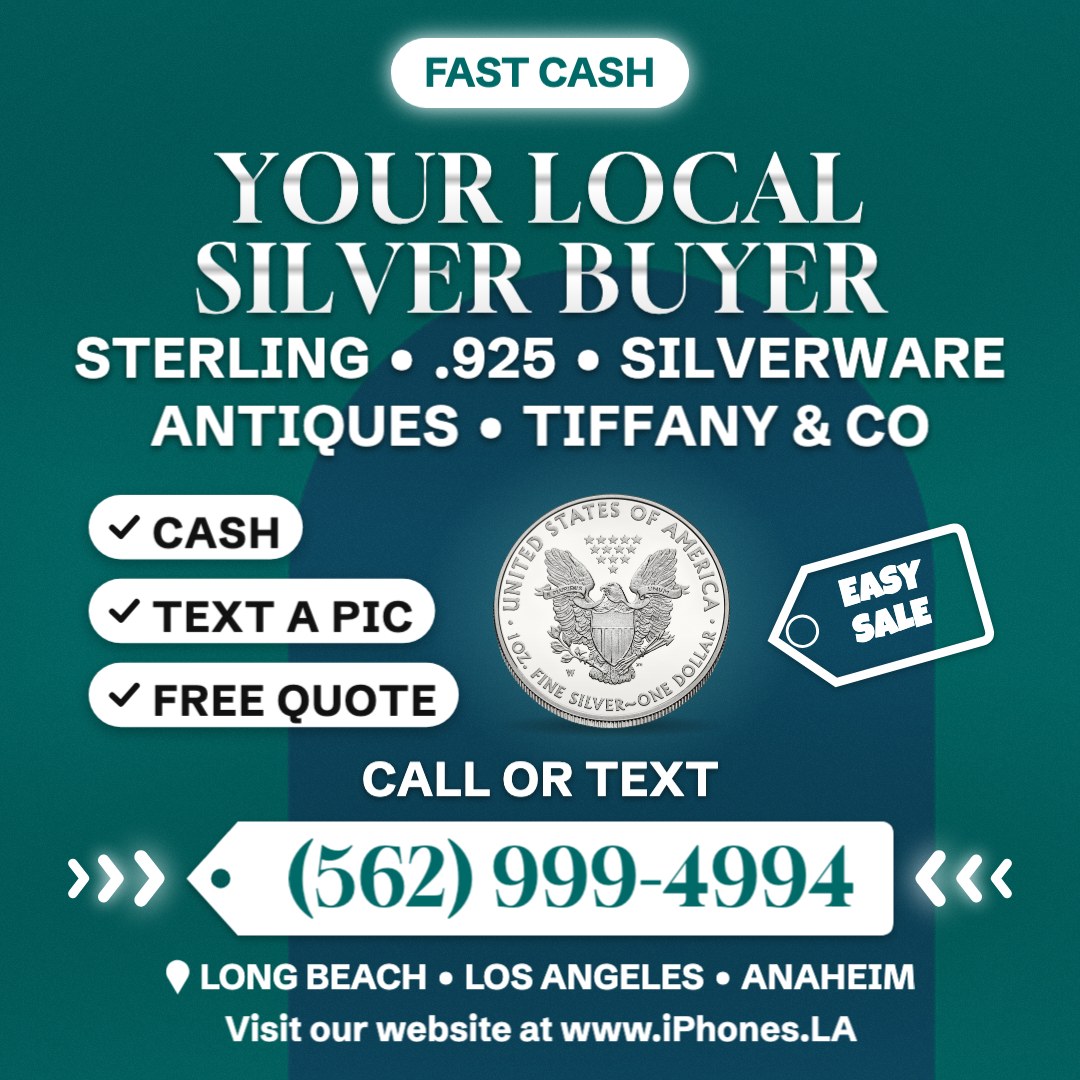 FAST CASH
YOUR LOCAL
SILVER BUYER
STERLING • .925 • SILVERWARE
ANTIQUES • TIFFANY & CO
CASH
TEXT A PIC
FREE QUOTE
UNITED STATES OF AMERICA
1 OZ. FINE SILVER~ONE DOLLAR
W
EASY
SALE
CALL OR TEXT
(562) 999-4994
LONG BEACH • LOS ANGELES • ANAHEIM
Visit our website at www.iPhones.LA